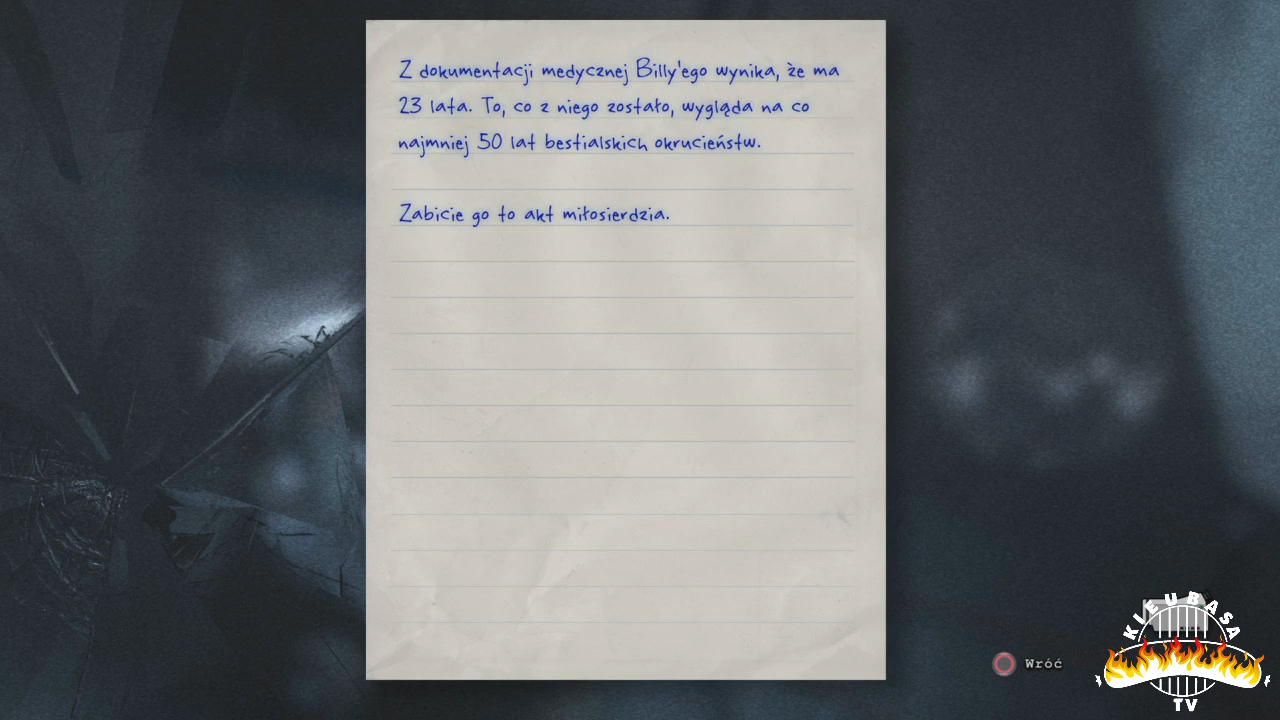 Z dokumentacji medycznej Billy'ego wynika, że ma
23 lata. To, co z niego zostało, wygląda na co
najmniej 50 lat bestialskich okrucieństw.
Zabicie go to akt miłosierdzia.
Wróć
KIEUBASA
TV